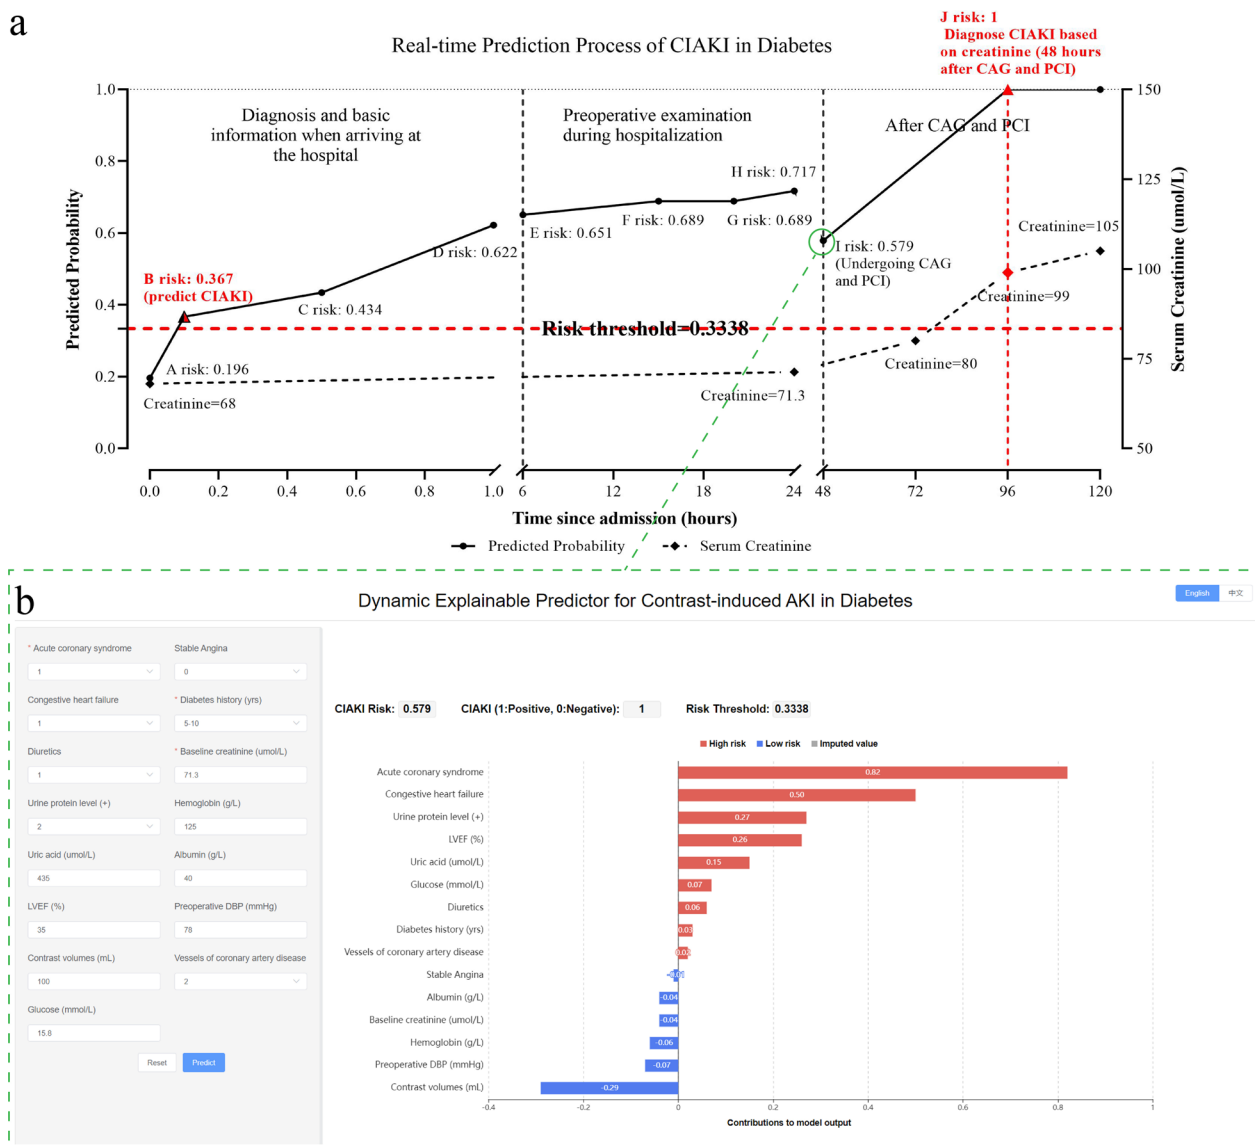 a
Real-time Prediction Process of CIAKI in Diabetes
J risk: 1
Diagnose CIAKI based
on creatinine (48 hours
after CAG and PCI)
Predicted Probability
1.0
0.8
0.6
0.4
0.2
0.0
Diagnosis and basic
information when arriving at
the hospital
Preoperative examination
during hospitalization
After CAG and PCI
B risk: 0.367
(predict CIAKI)
A risk: 0.196
C risk: 0.434
D risk: 0.622
E risk: 0.651
F risk: 0.689
G risk: 0.689
H risk: 0.717
I risk: 0.579
(Undergoing CAG
and PCI)
Risk threshold=0.3338
Creatinine=68
Creatinine=71.3
Creatinine=80
Creatinine=99
Creatinine=105
150
125
100
75
50
Serum Creatinine (umol/L)
0.0 0.2 0.4 0.6 0.8 1.0 6 12 18 24 48 72 96 120
Time since admission (hours)
Predicted Probability Serum Creatinine
b
Dynamic Explainable Predictor for Contrast-induced AKI in Diabetes
English 中文
* Acute coronary syndrome Stable Angina
1 0
Congestive heart failure * Diabetes history (yrs)
1 5-10
Diuretics * Baseline creatinine (umol/L)
1 71.3
Urine protein level (+) Hemoglobin (g/L)
2 125
Uric acid (umol/L) Albumin (g/L)
435 40
LVEF (%) Preoperative DBP (mmHg)
35 78
Contrast volumes (mL) Vessels of coronary artery disease
100 2
Glucose (mmol/L)
15.8
Reset Predict
CIAKI Risk: 0.579 CIAKI (1:Positive, 0:Negative): 1 Risk Threshold: 0.3338
High risk Low risk Imputed value
Acute coronary syndrome 0.82
Congestive heart failure 0.50
Urine protein level (+) 0.27
LVEF (%) 0.26
Uric acid (umol/L) 0.15
Glucose (mmol/L) 0.07
Diuretics 0.06
Diabetes history (yrs) 0.03
Vessels of coronary artery disease 0.02
Stable Angina -0.01
Albumin (g/L) -0.04
Baseline creatinine (umol/L) -0.04
Hemoglobin (g/L) -0.06
Preoperative DBP (mmHg) -0.07
Contrast volumes (mL) -0.29
-0.4 -0.2 0 0.2 0.4 0.6 0.8 1
Contributions to model output